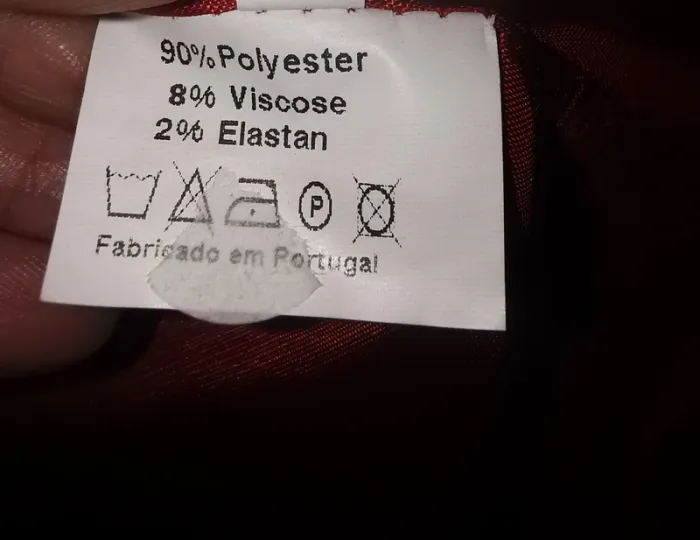 90% Polyester
8% Viscose
2% Elastan
P
Fabricado em Portugal